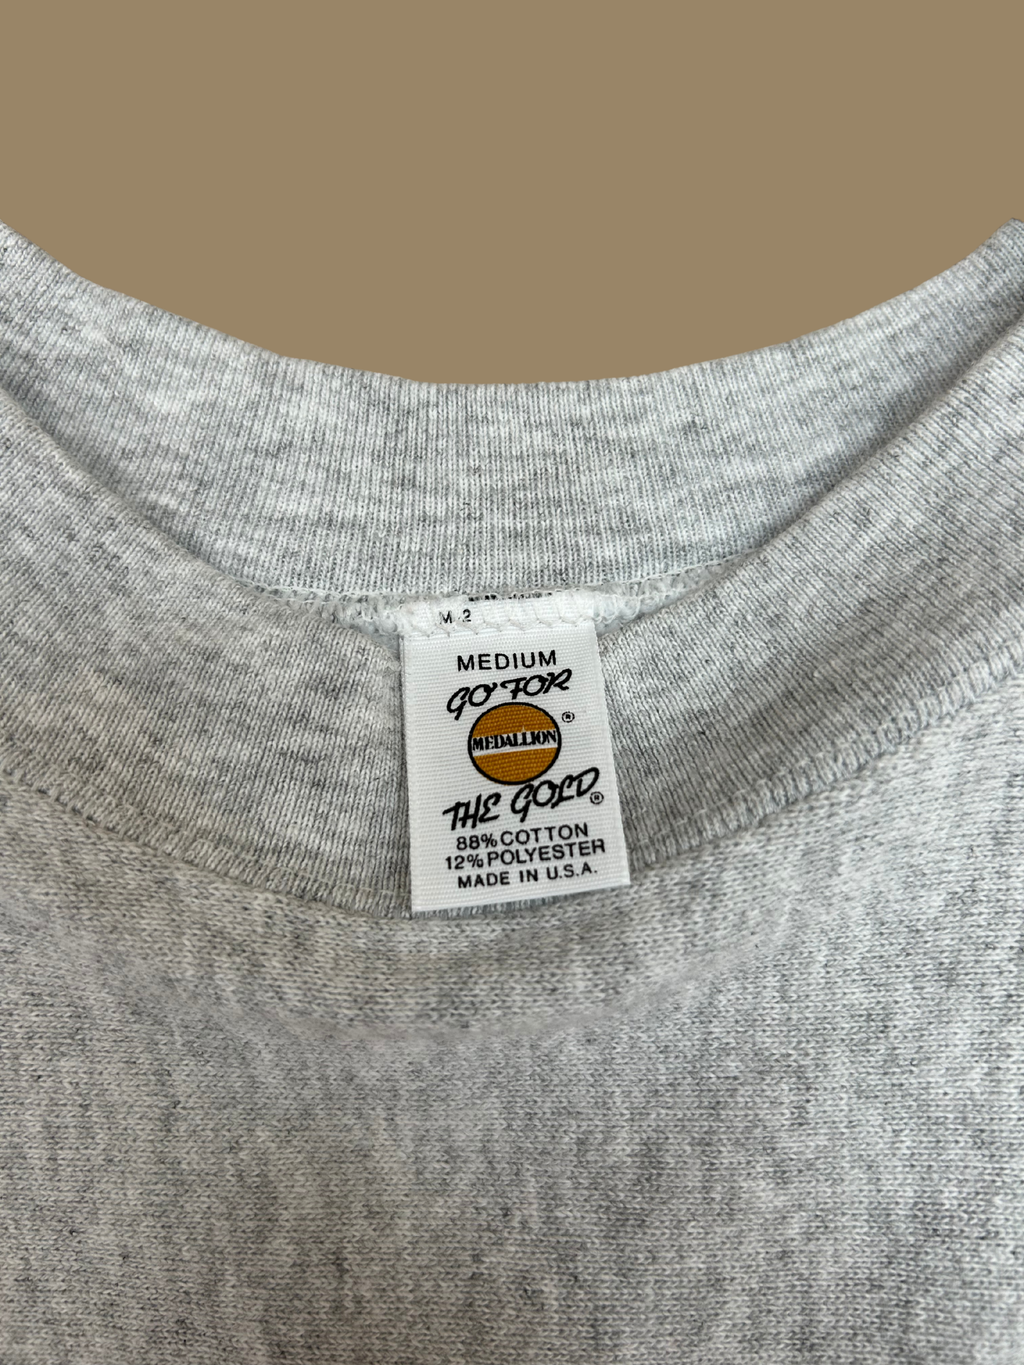 M 2
MEDIUM
GO FOR
MEDALLION ®
THE GOLD ®
88% COTTON
12% POLYESTER
MADE IN U.S.A.